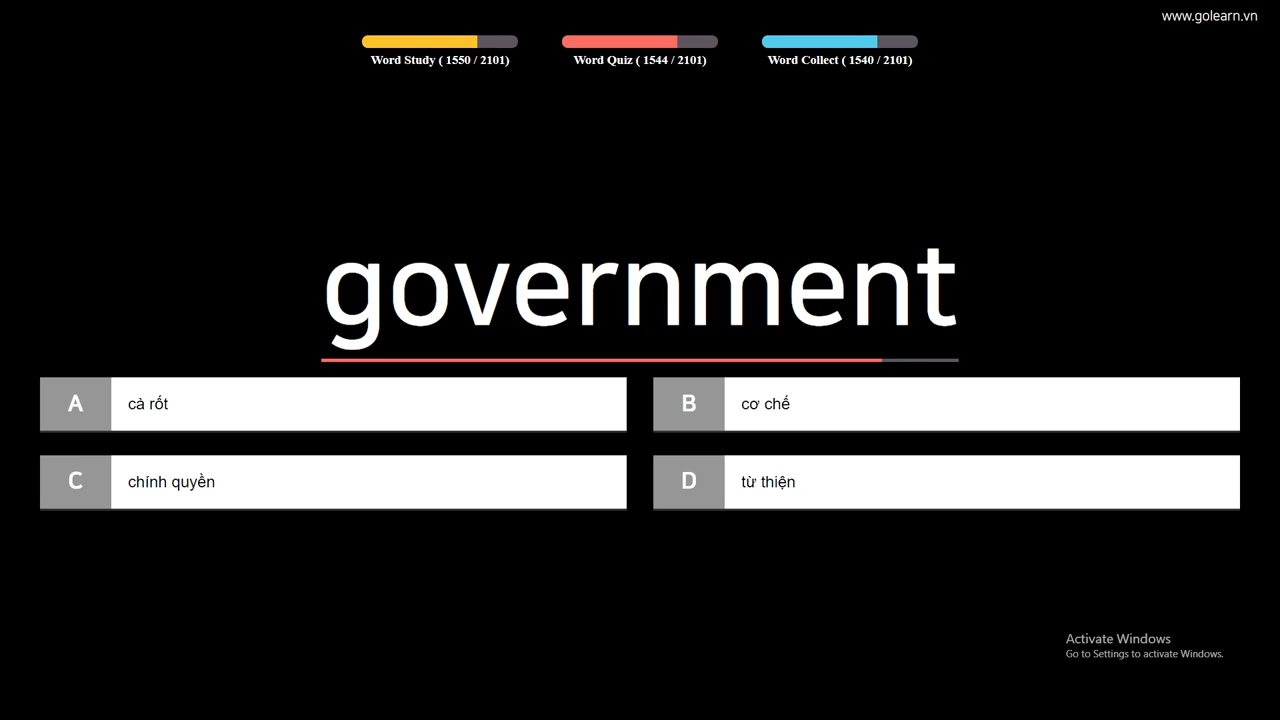 www.golearn.vn
Word Study ( 1550 / 2101)
Word Quiz ( 1544 / 2101)
Word Collect ( 1540 / 2101)
government
A cà rốt
B cơ chế
C chính quyền
D từ thiện
Activate Windows
Go to Settings to activate Windows.